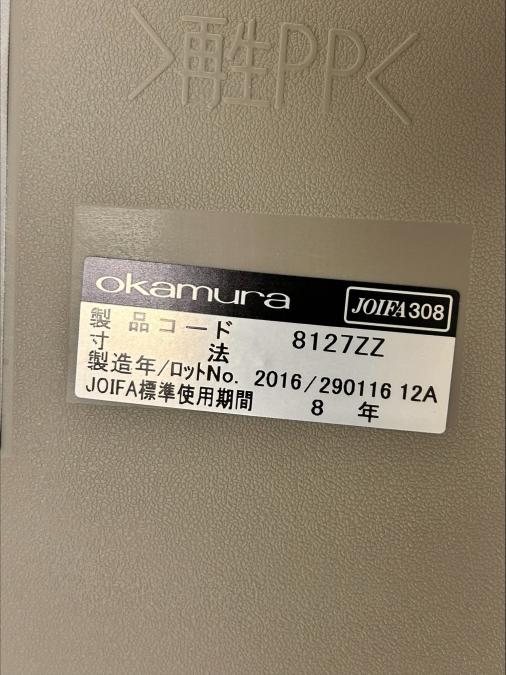 >再生PP<
okamura
JOIFA308
製品コード 8127ZZ
寸法
製造年/ロットNo. 2016/290116 12A
JOIFA標準使用期間 8 年